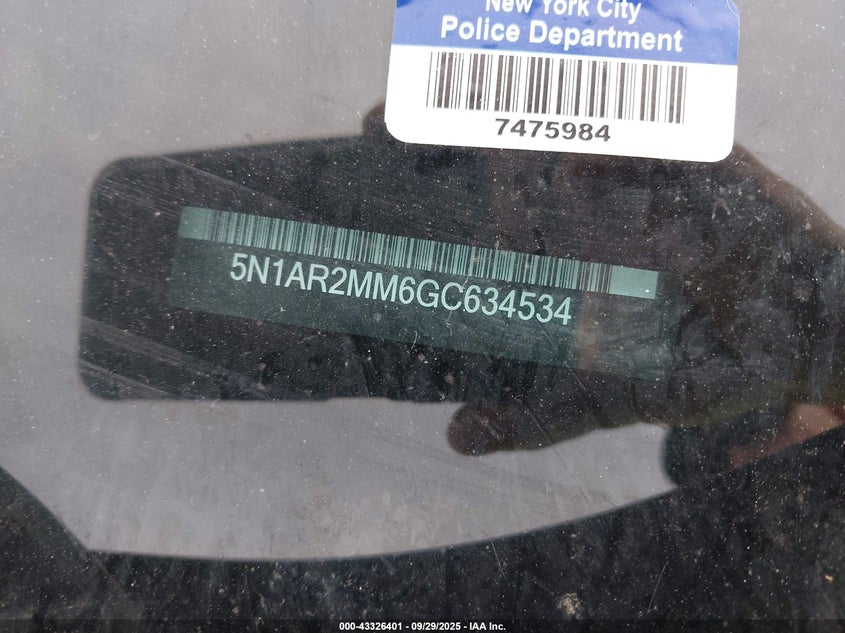 New York City
Police Department
7475984
5N1AR2MM6GC634534
000-43326401 - 09/29/2025 - IAA Inc.